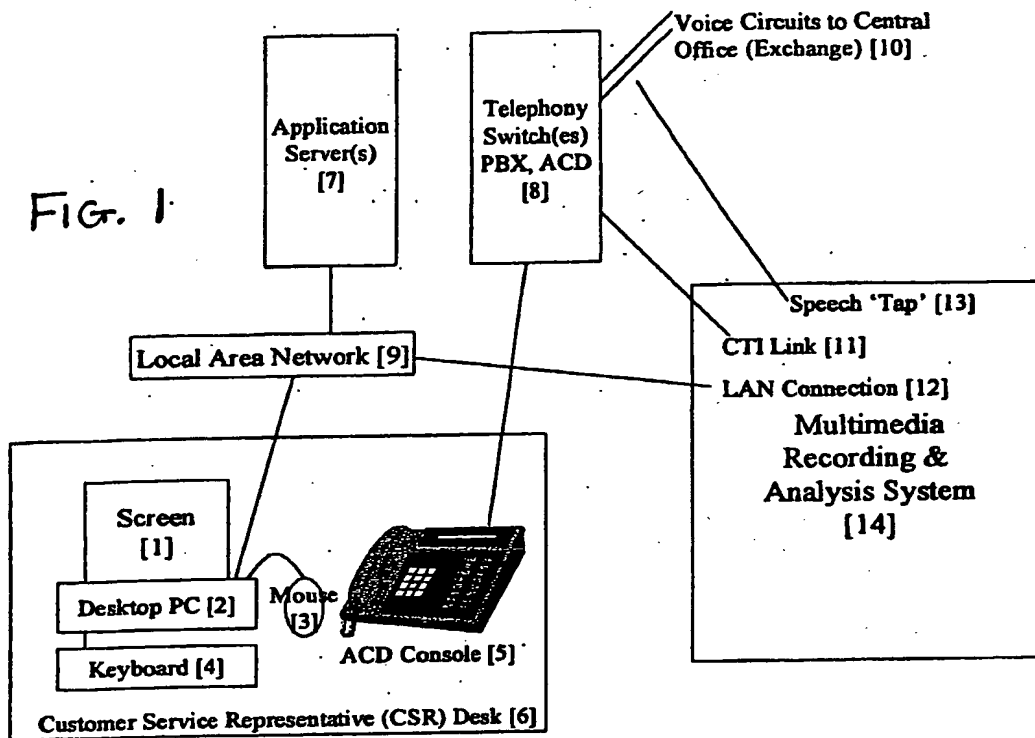 Voice Circuits to Central
Office (Exchange) [10]
Application
Server(s)
[7]
Telephony
Switch(es)
PBX, ACD
[8]
FIG. 1
Speech ‘Tap’ [13]
CTI Link [11]
Local Area Network [9]
LAN Connection [12]
Multimedia
Recording &
Analysis System
[14]
Screen
[1]
Desktop PC [2]
Mouse
[3]
Keyboard [4]
ACD Console [5]
Customer Service Representative (CSR) Desk [6]